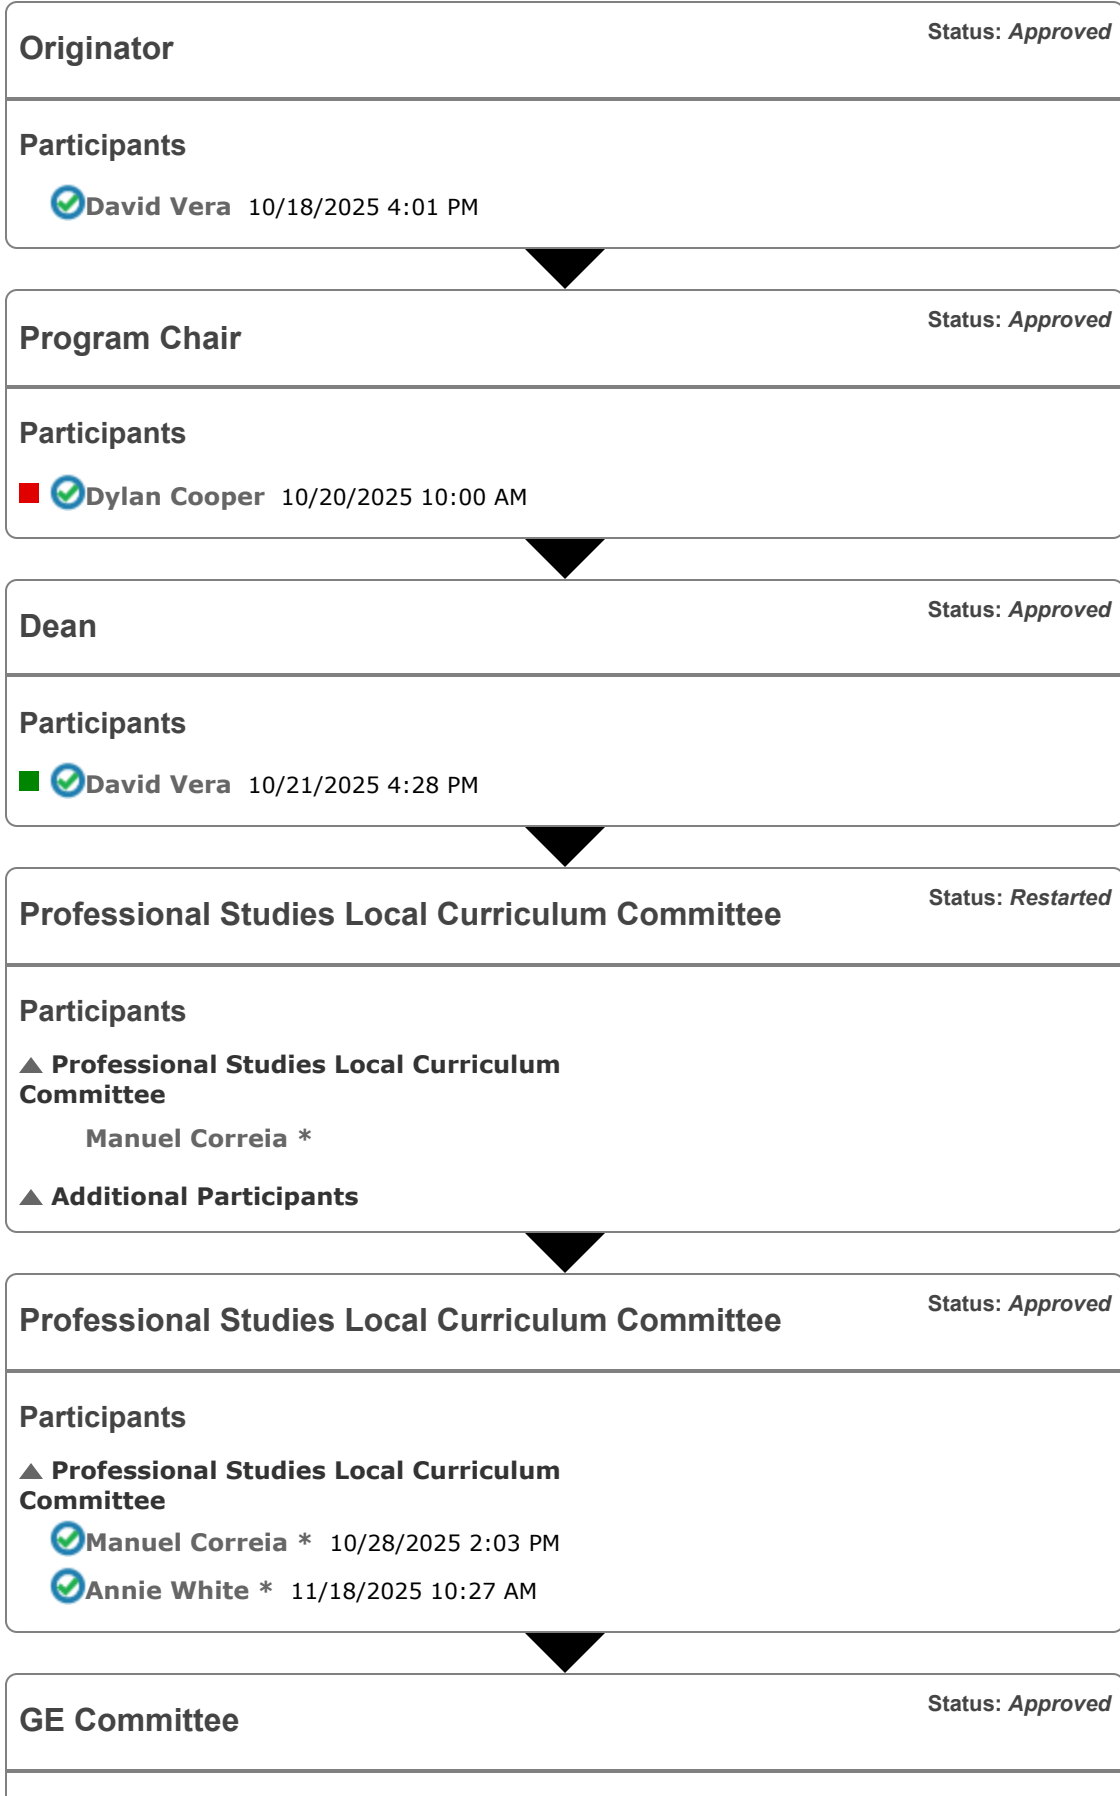 Originator
Status: Approved
Participants
David Vera 10/18/2025 4:01 PM
Program Chair
Status: Approved
Participants
Dylan Cooper 10/20/2025 10:00 AM
Dean
Status: Approved
Participants
David Vera 10/21/2025 4:28 PM
Professional Studies Local Curriculum Committee
Status: Restarted
Participants
Professional Studies Local Curriculum
Committee
Manuel Correia *
Additional Participants
Professional Studies Local Curriculum Committee
Status: Approved
Participants
Professional Studies Local Curriculum
Committee
Manuel Correia * 10/28/2025 2:03 PM
Annie White * 11/18/2025 10:27 AM
GE Committee
Status: Approved